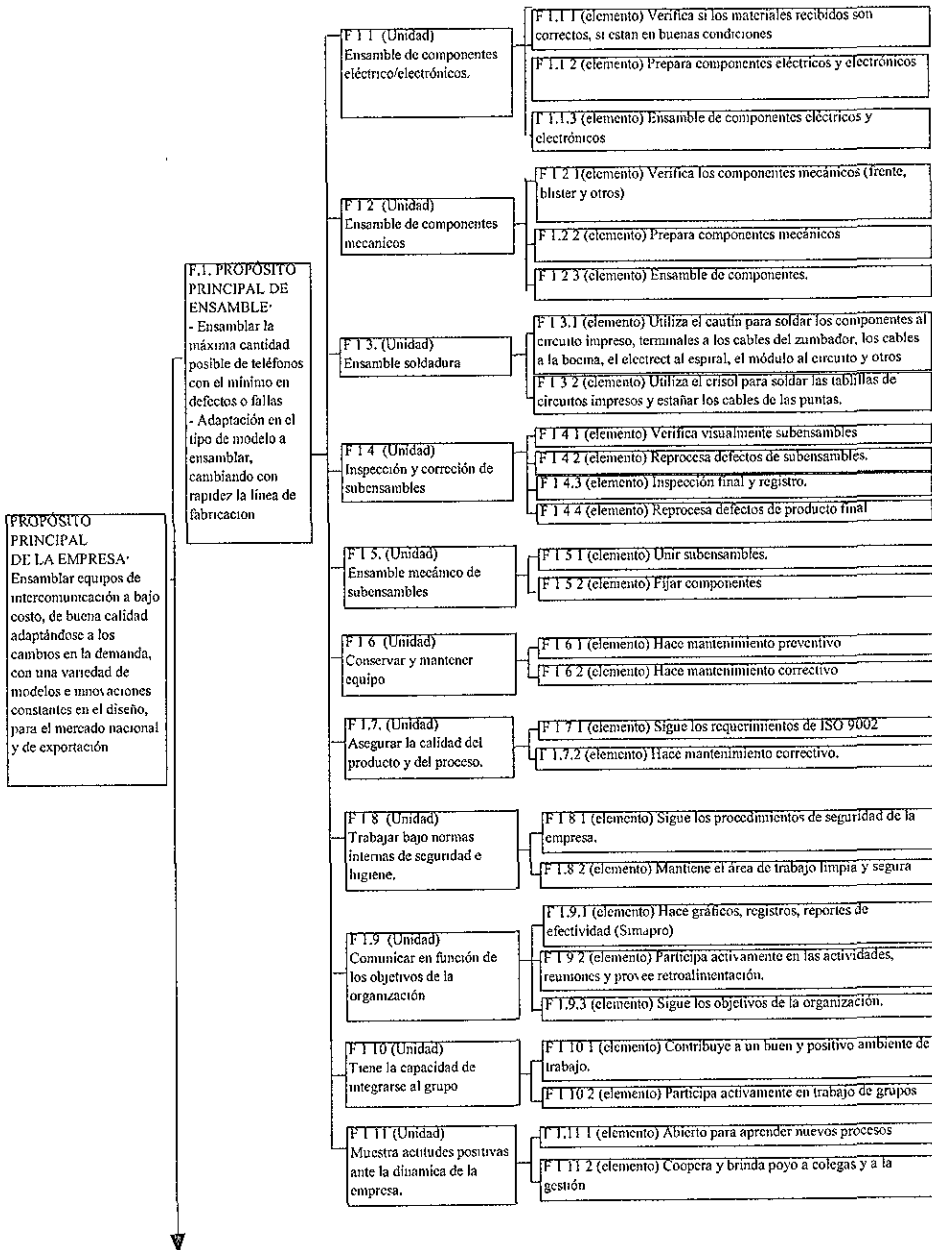 PROPÓSITO
PRINCIPAL
DE LA EMPRESA·
Ensamblar equipos de
intercomunicación a bajo
costo, de buena calidad
adaptándose a los
cambios en la demanda,
con una variedad de
modelos e innovaciones
constantes en el diseño,
para el mercado nacional
y de exportación
F.1. PROPÓSITO
PRINCIPAL DE
ENSAMBLE·
- Ensamblar la
máxima cantidad
posible de teléfonos
con el mínimo en
defectos o fallas
- Adaptación en el
tipo de modelo a
ensamblar,
cambiando con
rapidez la línea de
fabricacion
F 1 1 (Unidad)
Ensamble de componentes
eléctrico/electrónicos.
F 1.1 1 (elemento) Verifica si los materiales recibidos son
correctos, si estan en buenas condiciones
F 1.1 2 (elemento) Prepara componentes eléctricos y electrónicos
F 1.1.3 (elemento) Ensamble de componentes eléctricos y
electrónicos
F 1 2 (Unidad)
Ensamble de componentes
mecanicos
F 1 2 1(elemento) Verifica los componentes mecánicos (frente,
blister y otros)
F 1.2 2 (elemento) Prepara componentes mecánicos
F 1 2 3 (elemento) Ensamble de componentes.
F 1 3. (Unidad)
Ensamble soldadura
F 1 3.1 (elemento) Utiliza el cautín para soldar los componentes al
circuito impreso, terminales a los cables del zumbador, los cables
a la bocina, el electrect al espiral, el módulo al circuito y otros
F 1 3 2 (elemento) Utiliza el crisol para soldar las tablillas de
circuitos impresos y estañar los cables de las puntas.
F 1 4 (Unidad)
Inspección y correción de
subensambles
F 1 4 1 (elemento) Verifica visualmente subensambles
F 1 4 2 (elemento) Reprocesa defectos de subensambles.
F 1 4.3 (elemento) Inspección final y registro.
F 1 4 4 (elemento) Reprocesa defectos de producto final
F 1 5. (Unidad)
Ensamble mecánico de
subensambles
F 1 5 1 (elemento) Unir subensambles.
F 1 5 2 (elemento) Fijar componentes
F 1 6 (Unidad)
Conservar y mantener
equipo
F 1 6 1 (elemento) Hace mantenimiento preventivo
F 1 6 2 (elemento) Hace mantenimiento correctivo
F 1.7. (Unidad)
Asegurar la calidad del
producto y del proceso.
F 1 7 1 (elemento) Sigue los requerimientos de ISO 9002
F 1.7.2 (elemento) Hace mantenimiento correctivo.
F 1 8 (Unidad)
Trabajar bajo normas
internas de seguridad e
higiene.
F 1 8 1 (elemento) Sigue los procedimientos de seguridad de la
empresa.
F 1.8 2 (elemento) Mantiene el área de trabajo limpia y segura
F 1.9 (Unidad)
Comunicar en función de
los objetivos de la
organización
F 1.9.1 (elemento) Hace gráficos, registros, reportes de
efectividad (Simapro)
F 1 9 2 (elemento) Participa activamente en las actividades,
reuniones y provee retroalimentación.
F 1.9.3 (elemento) Sigue los objetivos de la organización.
F 1 10 (Unidad)
Tiene la capacidad de
integrarse al grupo
F 1 10 1 (elemento) Contribuye a un buen y positivo ambiente de
trabajo.
F 1 10 2 (elemento) Participa activamente en trabajo de grupos
F 1 11 (Unidad)
Muestra actitudes positivas
ante la dinamica de la
empresa.
F 1.11 1 (elemento) Abierto para aprender nuevos procesos
F 1 11 2 (elemento) Coopera y brinda poyo a colegas y a la
gestión